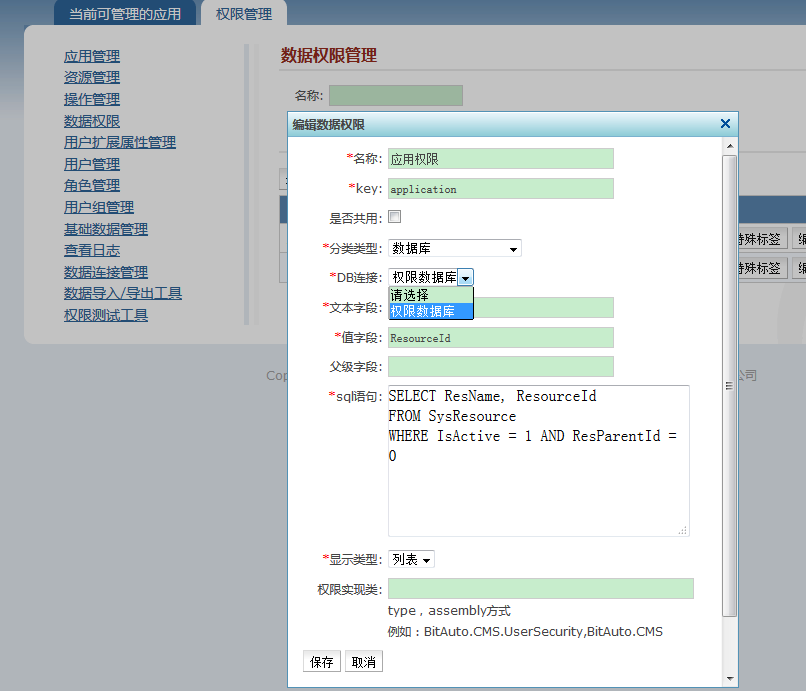 当前可管理的应用 权限管理
应用管理
资源管理
操作管理
数据权限
用户扩展属性管理
用户管理
角色管理
用户组管理
基础数据管理
查看日志
数据连接管理
数据导入/导出工具
权限测试工具
数据权限管理
名称:
编辑数据权限
*名称: 应用权限
*key: application
是否共用:
*分类类型: 数据库
*DB连接: 权限数据库
请选择
权限数据库
*文本字段:
*值字段: ResourceId
父级字段:
*sql语句: SELECT ResName, ResourceId
FROM SysResource
WHERE IsActive = 1 AND ResParentId =
0
*显示类型: 列表
权限实现类:
type，assembly方式
例如：BitAuto.CMS.UserSecurity,BitAuto.CMS
保存 取消
特殊标签 编
特殊标签 编
Cop
公司